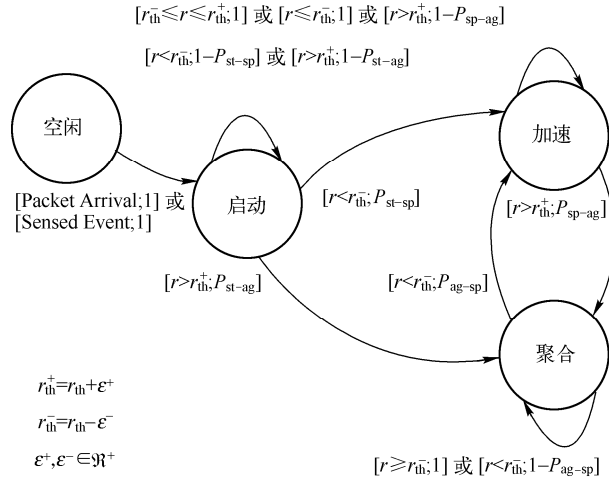 [r⁻th≤r≤r⁺th;1] 或 [r≤r⁻th;1] 或 [r>r⁺th;1–Psp–ag]
[r<r⁻th;1–Pst–sp] 或 [r>r⁺th;1–Pst–ag]
空闲
加速
[Packet Arrival;1] 或
[Sensed Event;1]
启动
[r<r⁻th;Pst–sp]
[r>r⁺th;Psp–ag]
[r>r⁺th;Pst–ag]
[r<r⁻th;Pag–sp]
聚合
r⁺th=rth+ε⁺
r⁻th=rth–ε⁻
ε⁺,ε⁻∈ℜ⁺
[r≥r⁻th;1] 或 [r<r⁻th;1–Pag–sp]